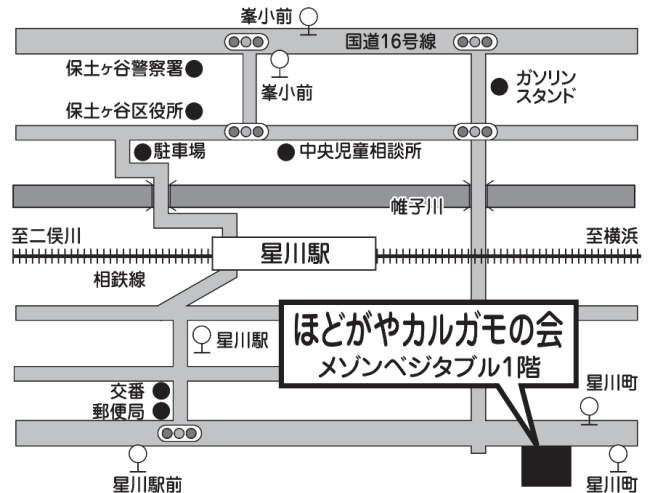 峯小前
国道16号線
保土ヶ谷警察署
峯小前
ガソリン
スタンド
保土ヶ谷区役所
駐車場
中央児童相談所
帷子川
至二俣川
至横浜
星川駅
相鉄線
ほどがやカルガモの会
メゾンベジタブル1階
星川駅
交番
郵便局
星川町
星川駅前
星川町